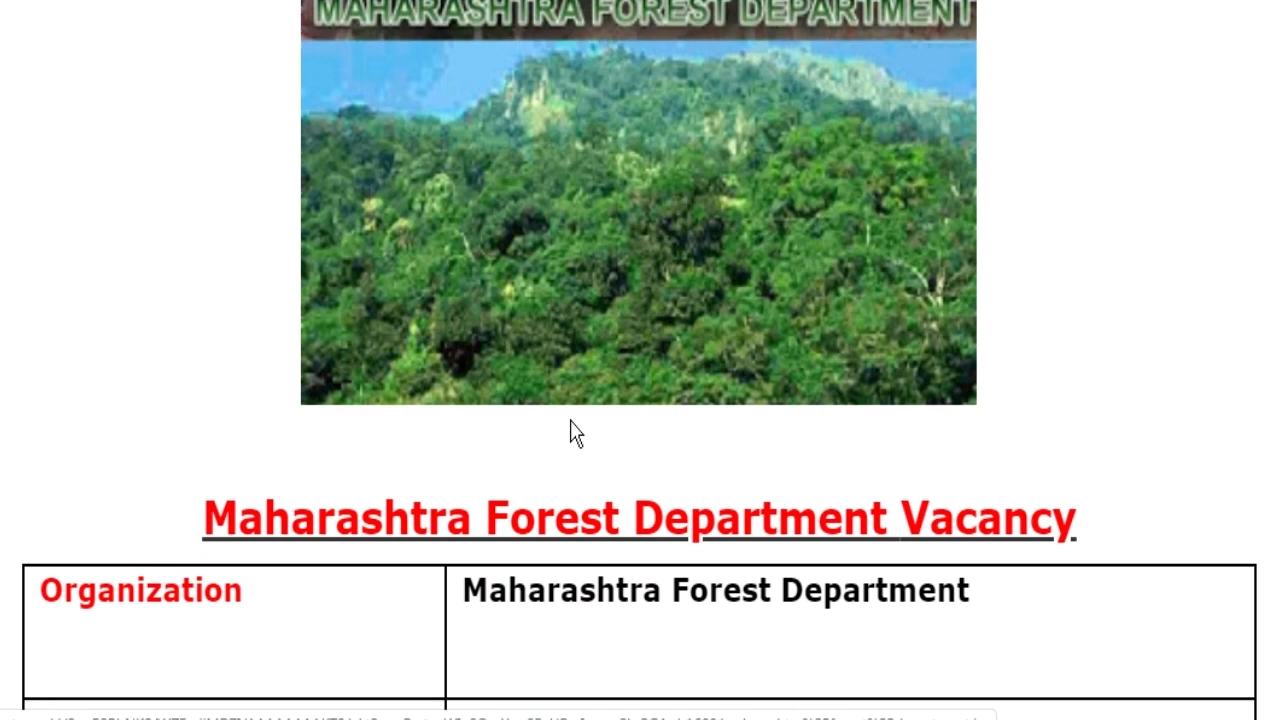 MAHARASHTRA FOREST DEPARTMENT
Maharashtra Forest Department Vacancy
Organization
Maharashtra Forest Department